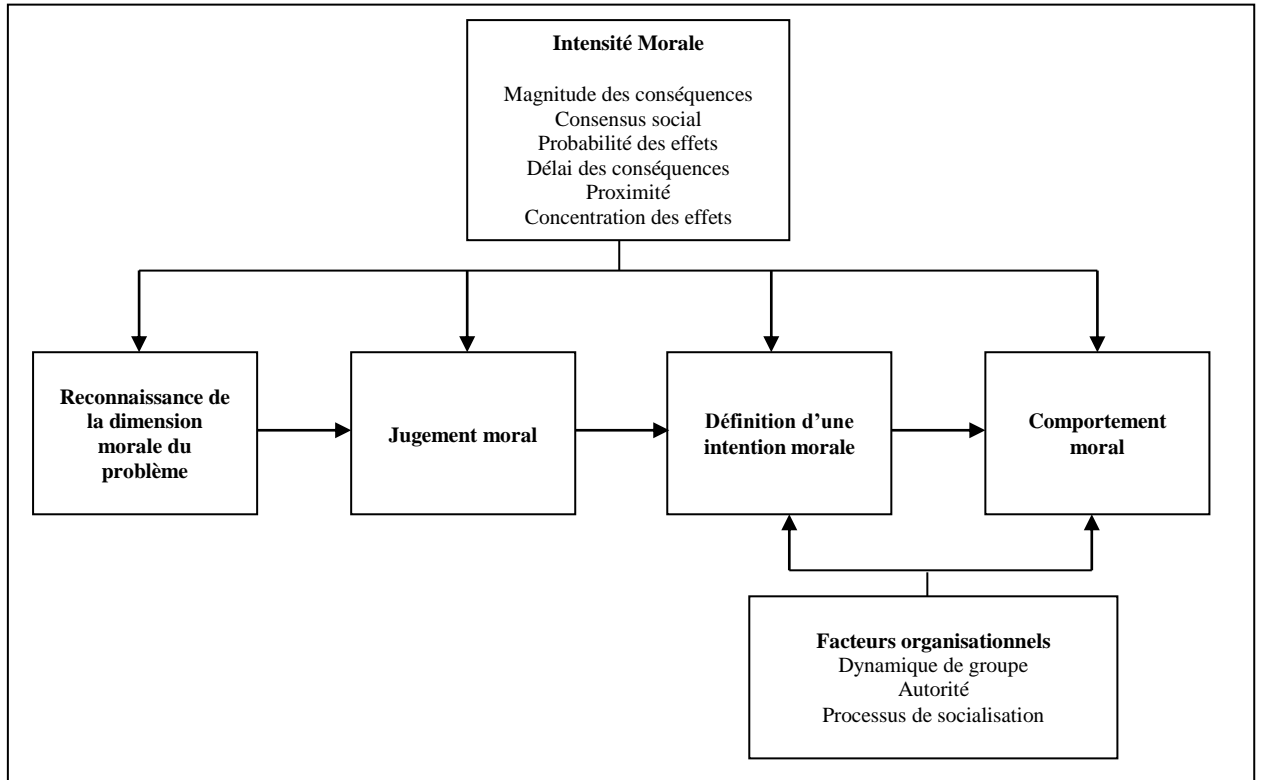 Intensité Morale
Magnitude des conséquences
Consensus social
Probabilité des effets
Délai des conséquences
Proximité
Concentration des effets
Reconnaissance de
la dimension
morale du
problème
Jugement moral
Définition d’une
intention morale
Comportement
moral
Facteurs organisationnels
Dynamique de groupe
Autorité
Processus de socialisation